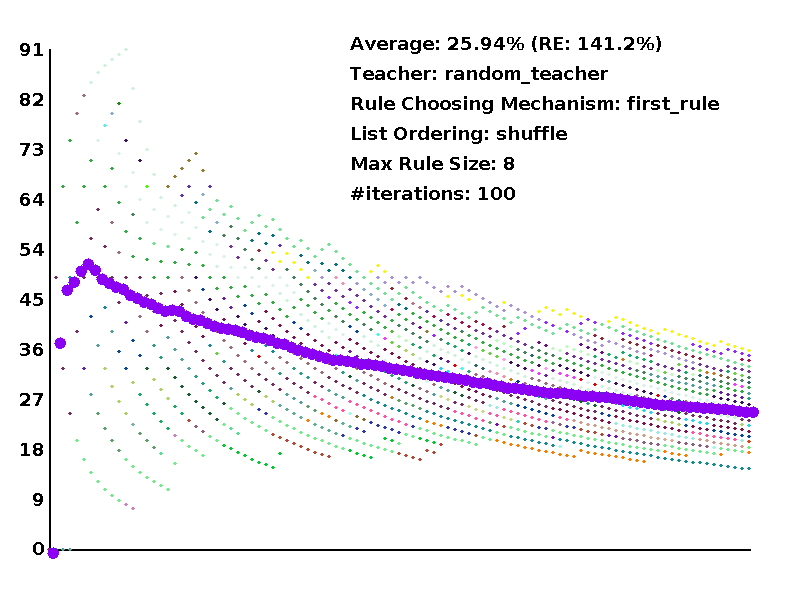 Average: 25.94% (RE: 141.2%)
Teacher: random_teacher
Rule Choosing Mechanism: first_rule
List Ordering: shuffle
Max Rule Size: 8
#iterations: 100
91
82
73
64
54
45
36
27
18
9
0